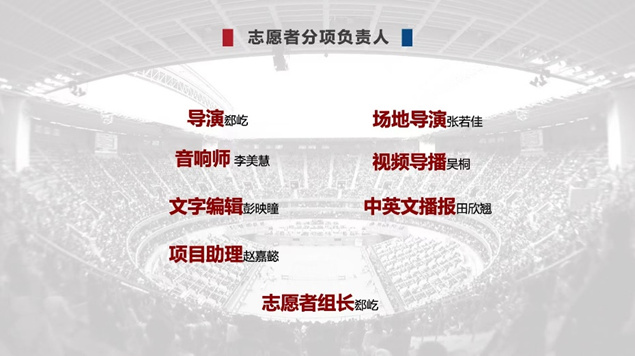 志愿者分项负责人
导演郄屹
场地导演张若佳
音响师 李美慧
视频导播吴桐
文字编辑彭映瞳
中英文播报田欣翘
项目助理赵嘉懿
志愿者组长郄屹